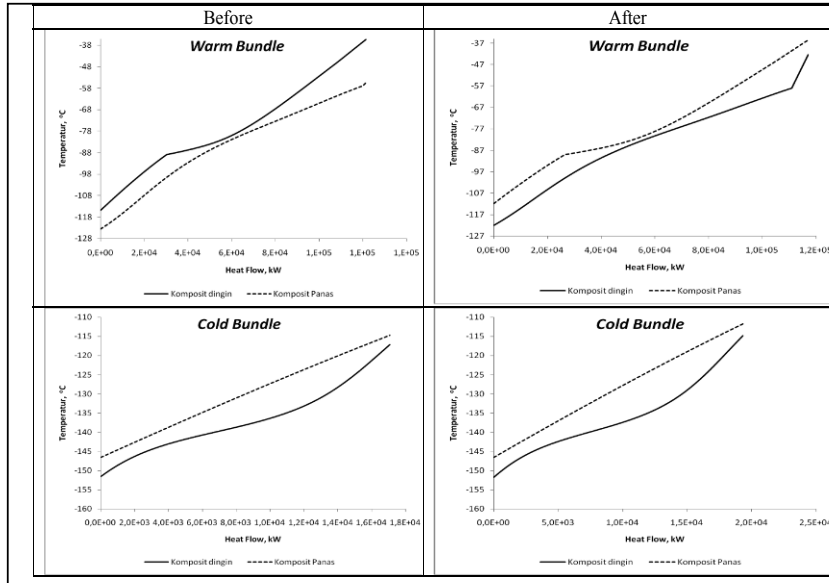 Before After
Warm Bundle
Temperatur, °C
-38
-48
-58
-68
-78
-88
-98
-108
-118
-128
0,E+00 2,E+04 4,E+04 6,E+04 8,E+04 1,E+05 1,E+05 1,E+05
Heat Flow, kW
Komposit dingin Komposit Panas
Warm Bundle
Temperatur, °C
-37
-47
-57
-67
-77
-87
-97
-107
-117
-127
0,E+00 2,E+04 4,E+04 6,E+04 8,E+04 1,E+05 1,E+05
Heat Flow, kW
Komposit dingin Komposit Panas
Cold Bundle
Temperatur, °C
-110
-115
-120
-125
-130
-135
-140
-145
-150
-155
-160
0,0E+00 2,0E+03 4,0E+03 6,0E+03 8,0E+03 1,0E+04 1,2E+04 1,4E+04 1,6E+04 1,8E+04
Heat Flow, kW
Komposit dingin Komposit Panas
Cold Bundle
Temperatur, °C
-110
-115
-120
-125
-130
-135
-140
-145
-150
-155
-160
0,0E+00 5,0E+03 1,0E+04 1,5E+04 2,0E+04 2,5E+04
Heat Flow, kW
Komposit dingin Komposit Panas